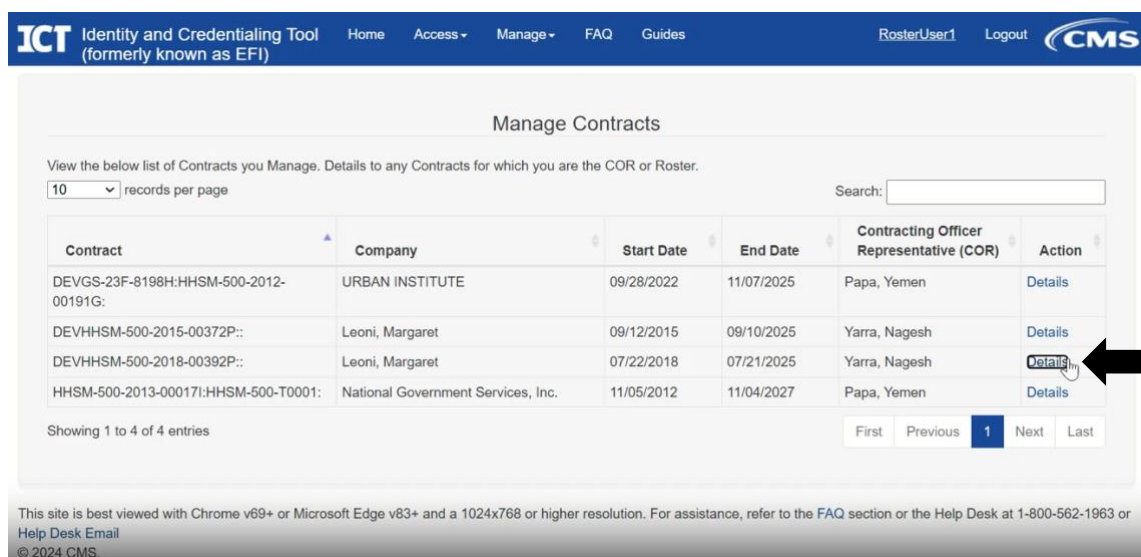 ICT Identity and Credentialing Tool Home Access Manage FAQ Guides RosterUser1 Logout CMS
(formerly known as EFI)
Manage Contracts
View the below list of Contracts you Manage. Details to any Contracts for which you are the COR or Roster.
10 records per page Search:
Contract Company Start Date End Date Contracting Officer Representative (COR) Action
DEVGS-23F-8198H:HHSM-500-2012- URBAN INSTITUTE 09/28/2022 11/07/2025 Papa, Yemen Details
00191G:
DEVHHSM-500-2015-00372P:: Leoni, Margaret 09/12/2015 09/10/2025 Yarra, Nagesh Details
DEVHHSM-500-2018-00392P:: Leoni, Margaret 07/22/2018 07/21/2025 Yarra, Nagesh Details
HHSM-500-2013-00017I:HHSM-500-T0001: National Government Services, Inc. 11/05/2012 11/04/2027 Papa, Yemen Details
Showing 1 to 4 of 4 entries First Previous 1 Next Last
This site is best viewed with Chrome v69+ or Microsoft Edge v83+ and a 1024x768 or higher resolution. For assistance, refer to the FAQ section or the Help Desk at 1-800-562-1963 or
Help Desk Email
© 2024 CMS.